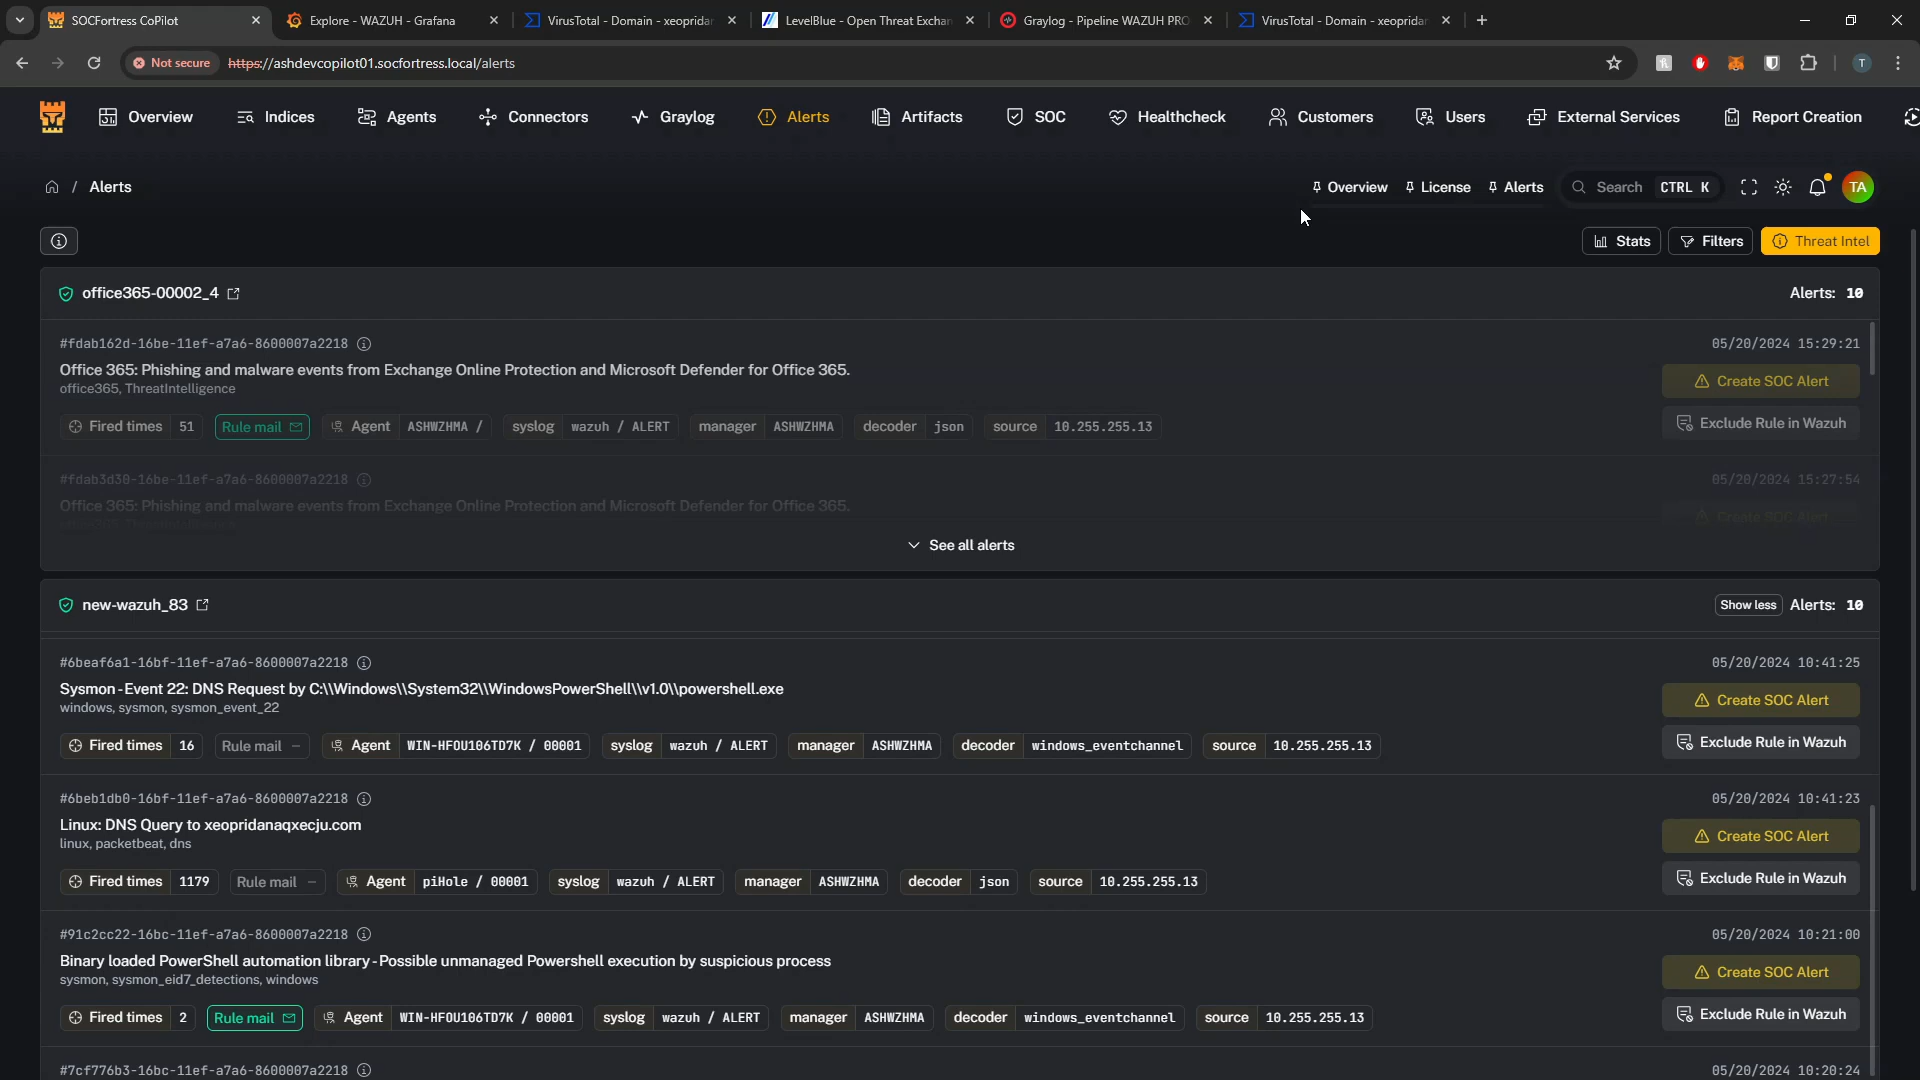 SOCFortress CoPilot
Explore - WAZUH - Grafana
VirusTotal - Domain - xeoprida
LevelBlue - Open Threat Exchan
Graylog - Pipeline WAZUH PRO
VirusTotal - Domain - xeoprida
Not secure
https://ashdevcopilot01.socfortress.local/alerts
T
Overview
Indices
Agents
Connectors
Graylog
Alerts
Artifacts
SOC
Healthcheck
Customers
Users
External Services
Report Creation
/ Alerts
Overview
License
Alerts
Search CTRL K
TA
Stats
Filters
Threat Intel
office365-00002_4
Alerts: 10
#fdab162d-16be-11ef-a7a6-8600007a2218
05/20/2024 15:29:21
Office 365: Phishing and malware events from Exchange Online Protection and Microsoft Defender for Office 365.
office365, ThreatIntelligence
Create SOC Alert
Fired times 51
Rule mail
Agent ASHWZHMA /
syslog wazuh / ALERT
manager ASHWZHMA
decoder json
source 10.255.255.13
Exclude Rule in Wazuh
#fdab3d30-16be-11ef-a7a6-8600007a2218
05/20/2024 15:27:54
Office 365: Phishing and malware events from Exchange Online Protection and Microsoft Defender for Office 365.
Create SOC Alert
See all alerts
new-wazuh_83
Show less
Alerts: 10
#6beaf6a1-16bf-11ef-a7a6-8600007a2218
05/20/2024 10:41:25
Sysmon - Event 22: DNS Request by C:\\Windows\\System32\\WindowsPowerShell\\v1.0\\powershell.exe
windows, sysmon, sysmon_event_22
Create SOC Alert
Fired times 16
Rule mail –
Agent WIN-HFOU106TD7K / 00001
syslog wazuh / ALERT
manager ASHWZHMA
decoder windows_eventchannel
source 10.255.255.13
Exclude Rule in Wazuh
#6beb1db0-16bf-11ef-a7a6-8600007a2218
05/20/2024 10:41:23
Linux: DNS Query to xeopridanaqxecju.com
linux, packetbeat, dns
Create SOC Alert
Fired times 1179
Rule mail –
Agent piHole / 00001
syslog wazuh / ALERT
manager ASHWZHMA
decoder json
source 10.255.255.13
Exclude Rule in Wazuh
#91c2cc22-16bc-11ef-a7a6-8600007a2218
05/20/2024 10:21:00
Binary loaded PowerShell automation library - Possible unmanaged Powershell execution by suspicious process
sysmon, sysmon_eid7_detections, windows
Create SOC Alert
Fired times 2
Rule mail
Agent WIN-HFOU106TD7K / 00001
syslog wazuh / ALERT
manager ASHWZHMA
decoder windows_eventchannel
source 10.255.255.13
Exclude Rule in Wazuh
#7cf776b3-16bc-11ef-a7a6-8600007a2218
05/20/2024 10:20:24